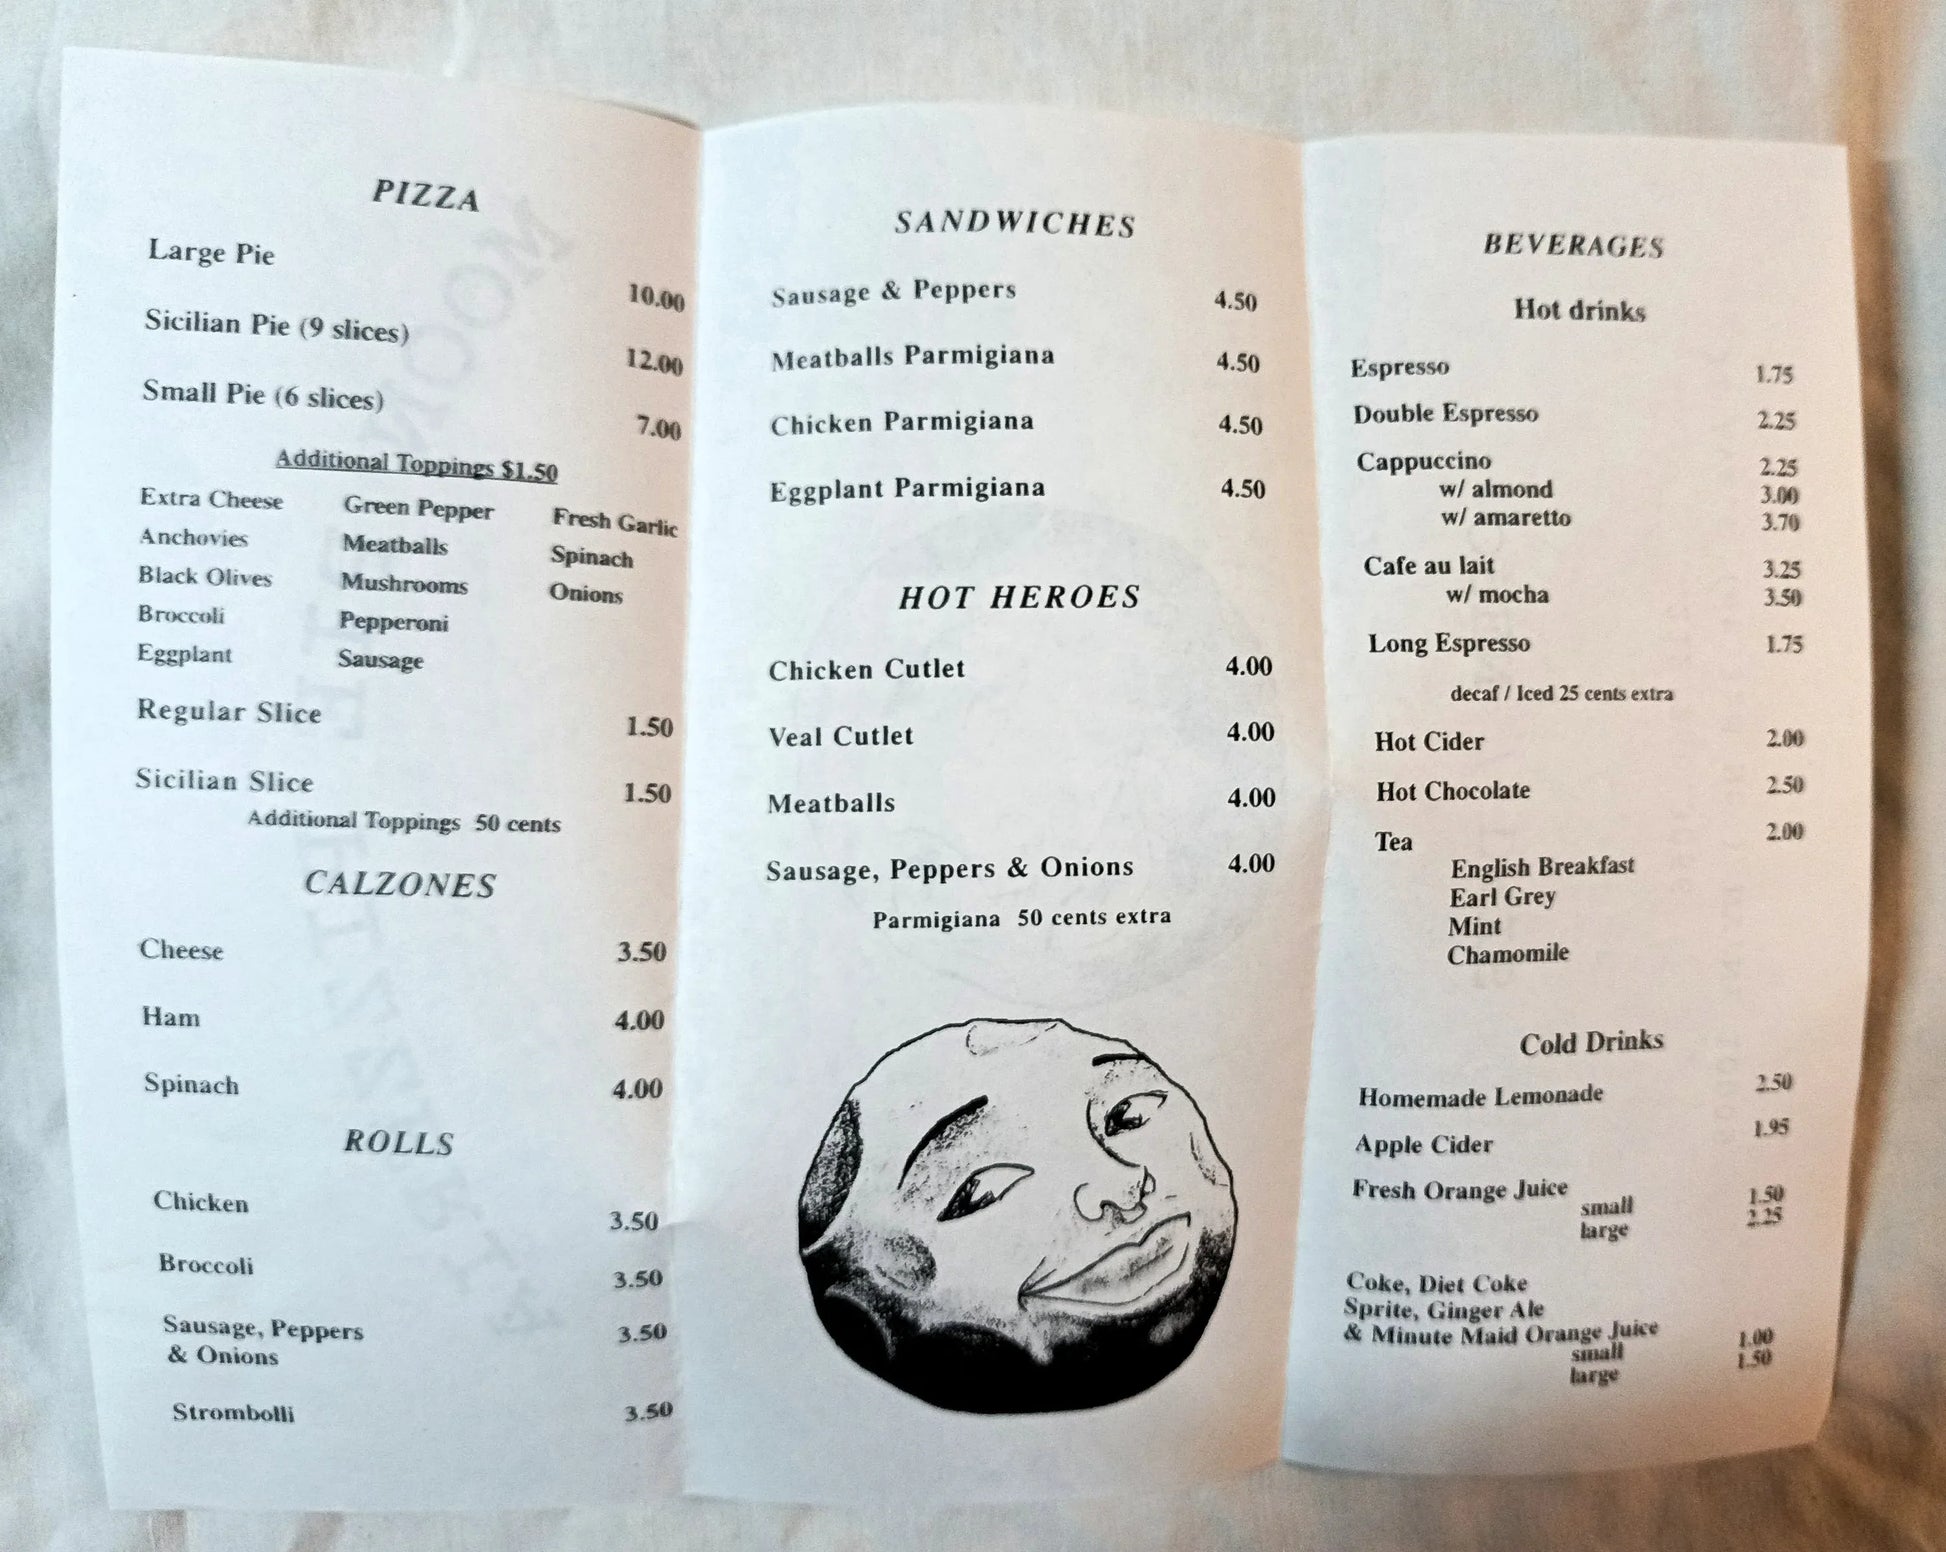 PIZZA
Large Pie 10.00
Sicilian Pie (9 slices) 12.00
Small Pie (6 slices) 7.00
Additional Toppings $1.50
Extra Cheese Green Pepper Fresh Garlic
Anchovies Meatballs Spinach
Black Olives Mushrooms Onions
Broccoli Pepperoni
Eggplant Sausage
Regular Slice 1.50
Sicilian Slice 1.50
Additional Toppings 50 cents
CALZONES
Cheese 3.50
Ham 4.00
Spinach 4.00
ROLLS
Chicken 3.50
Broccoli 3.50
Sausage, Peppers 3.50
& Onions
Strombolli 3.50
SANDWICHES
Sausage & Peppers 4.50
Meatballs Parmigiana 4.50
Chicken Parmigiana 4.50
Eggplant Parmigiana 4.50
HOT HEROES
Chicken Cutlet 4.00
Veal Cutlet 4.00
Meatballs 4.00
Sausage, Peppers & Onions 4.00
Parmigiana 50 cents extra
BEVERAGES
Hot drinks
Espresso 1.75
Double Espresso 2.25
Cappuccino 2.25
w/ almond 3.00
w/ amaretto 3.70
Cafe au lait 3.25
w/ mocha 3.50
Long Espresso 1.75
decaf / Iced 25 cents extra
Hot Cider 2.00
Hot Chocolate 2.50
Tea 2.00
English Breakfast
Earl Grey
Mint
Chamomile
Cold Drinks
Homemade Lemonade 2.50
Apple Cider 1.95
Fresh Orange Juice
small 1.50
large 2.25
Coke, Diet Coke
Sprite, Ginger Ale
& Minute Maid Orange Juice
small 1.00
large 1.50